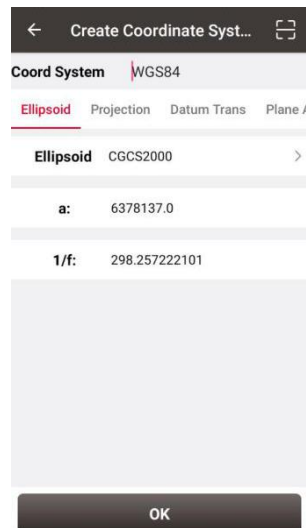 Create Coordinate Syst...
Coord System WGS84
Ellipsoid Projection Datum Trans Plane A
Ellipsoid CGCS2000
a: 6378137.0
1/f: 298.257222101
OK